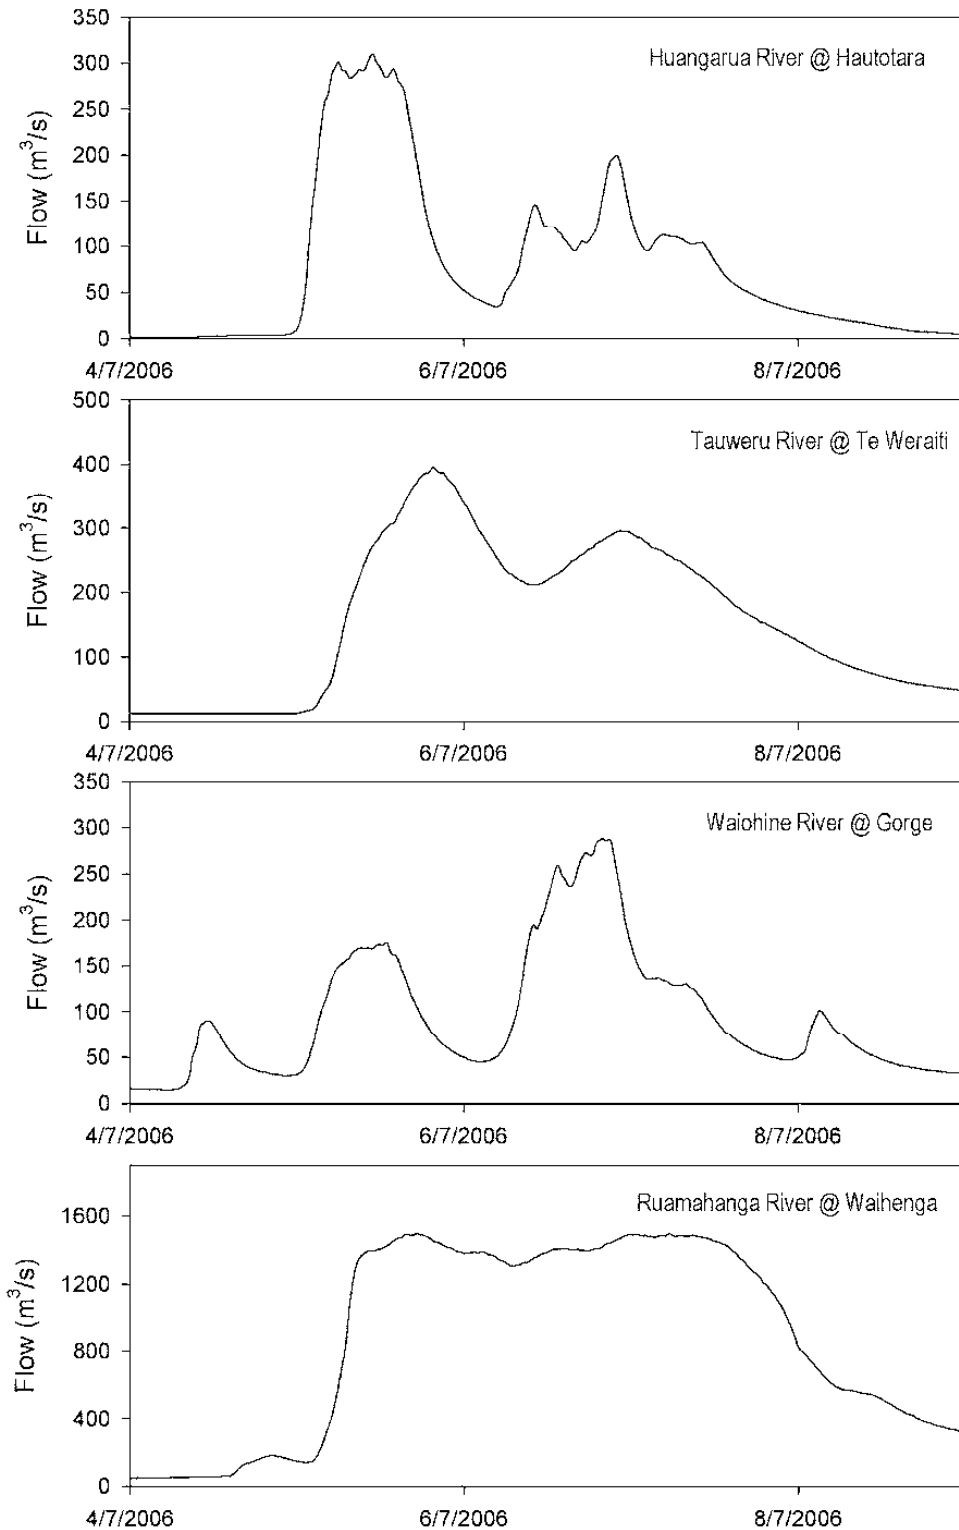 Huangarua River @ Hautotara
Flow (m³/s)
350
300
250
200
150
100
50
0
4/7/2006 6/7/2006 8/7/2006
Tauweru River @ Te Weraiti
Flow (m³/s)
500
400
300
200
100
0
4/7/2006 6/7/2006 8/7/2006
Waiohine River @ Gorge
Flow (m³/s)
350
300
250
200
150
100
50
0
4/7/2006 6/7/2006 8/7/2006
Ruamahanga River @ Waihenga
Flow (m³/s)
1600
1200
800
400
0
4/7/2006 6/7/2006 8/7/2006